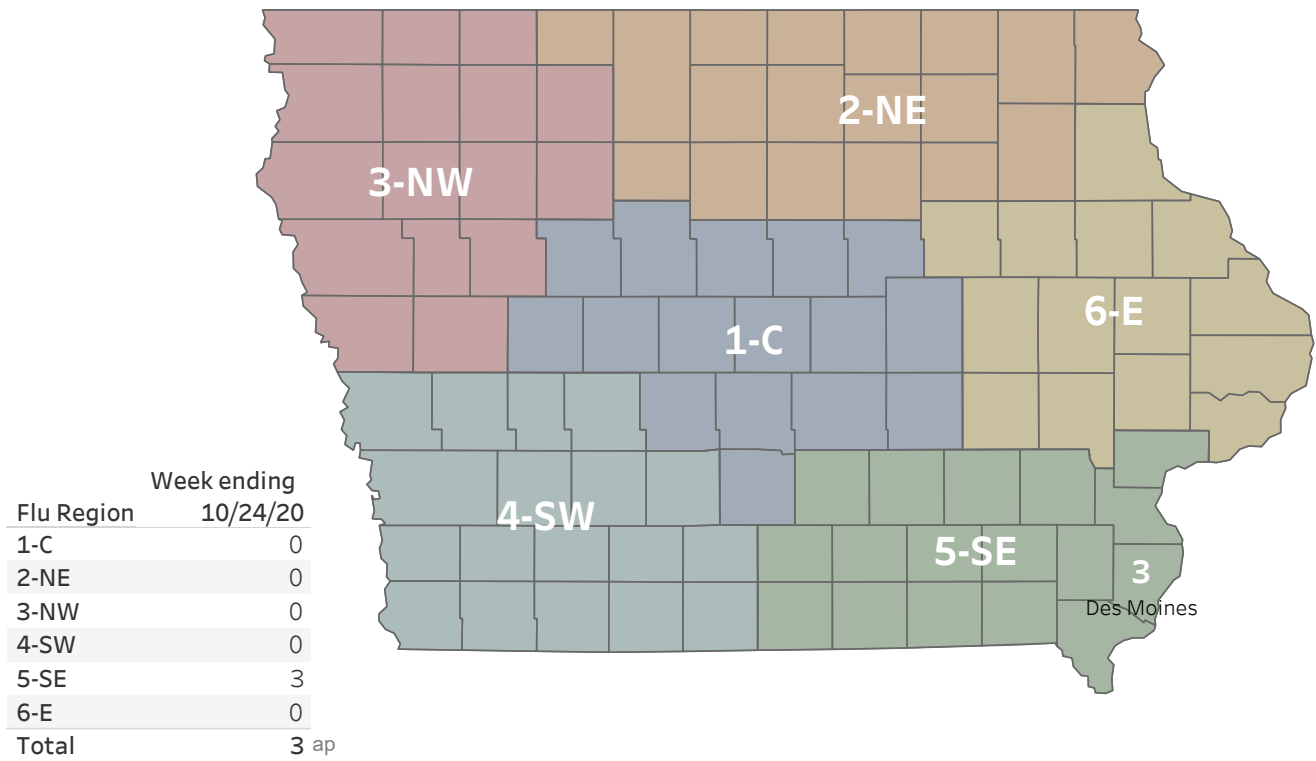 2-NE
3-NW
6-E
1-C
4-SW
5-SE
3
Des Moines
Week ending
Flu Region 10/24/20
1-C 0
2-NE 0
3-NW 0
4-SW 0
5-SE 3
6-E 0
Total 3
ap